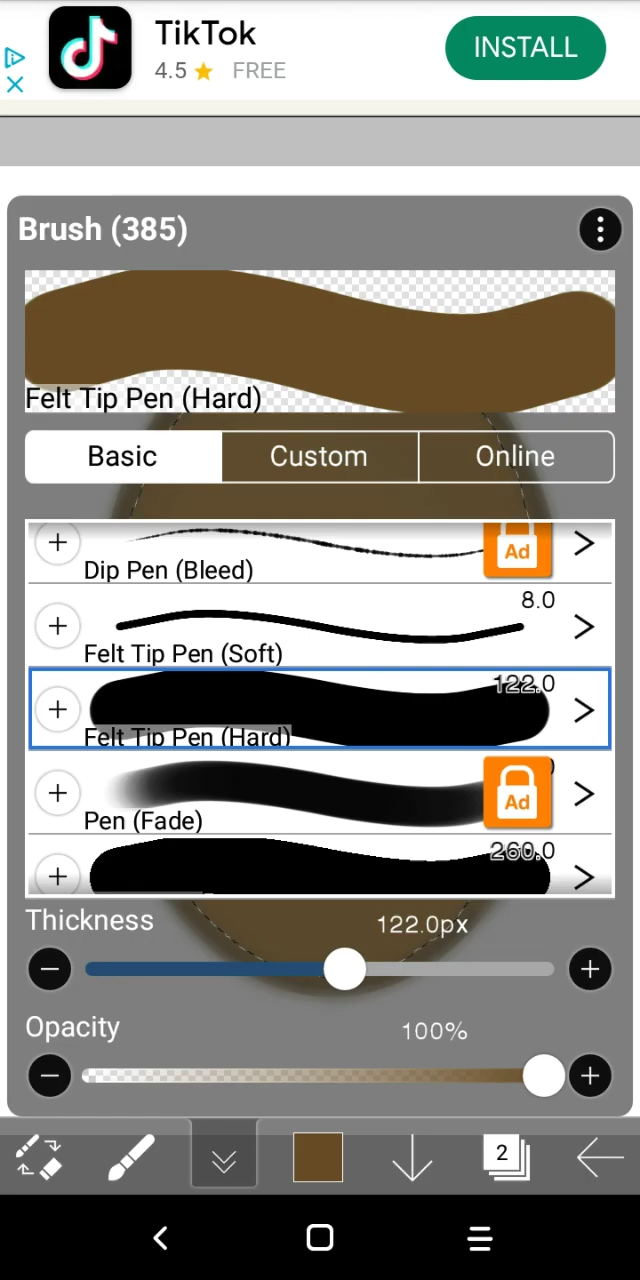 TikTok
INSTALL
4.5 ★ FREE
Brush (385)
Felt Tip Pen (Hard)
Basic
Custom
Online
Ad
Dip Pen (Bleed)
8.0
Felt Tip Pen (Soft)
122.0
Felt Tip Pen (Hard)
Ad
Pen (Fade)
260.0
Thickness
122.0px
Opacity
100%
2